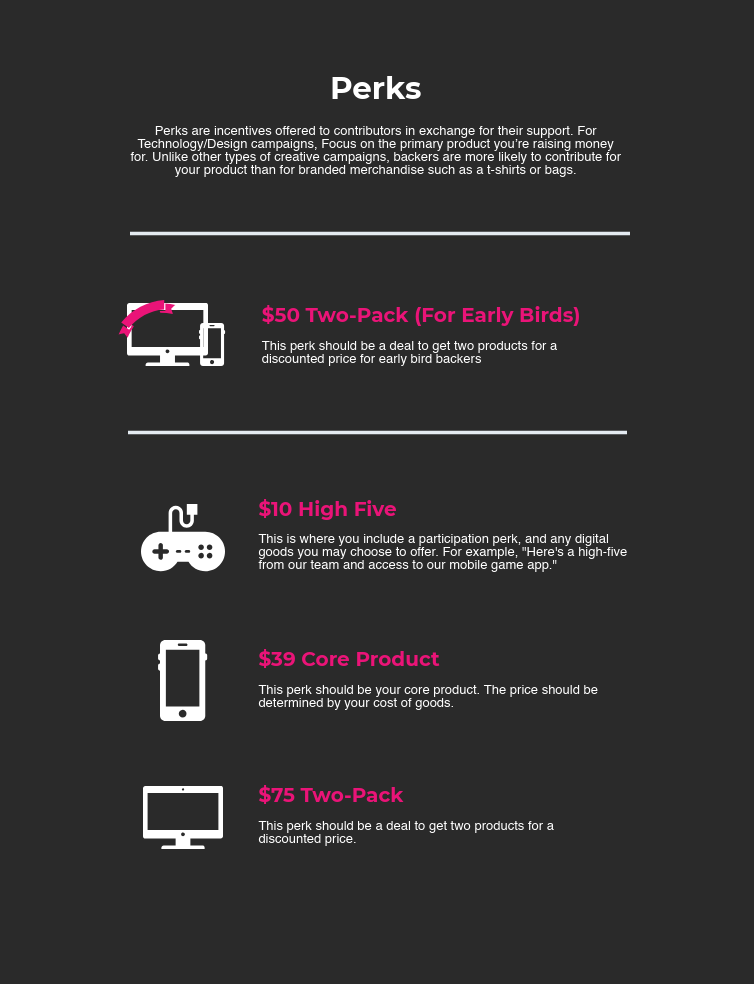 Perks
Perks are incentives offered to contributors in exchange for their support. For
Technology/Design campaigns, Focus on the primary product you're raising money
for. Unlike other types of creative campaigns, backers are more likely to contribute for
your product than for branded merchandise such as a t-shirts or bags.
$50 Two-Pack (For Early Birds)
This perk should be a deal to get two products for a
discounted price for early bird backers
$10 High Five
This is where you include a participation perk, and any digital
goods you may choose to offer. For example, "Here's a high-five
from our team and access to our mobile game app."
$39 Core Product
This perk should be your core product. The price should be
determined by your cost of goods.
$75 Two-Pack
This perk should be a deal to get two products for a
discounted price.